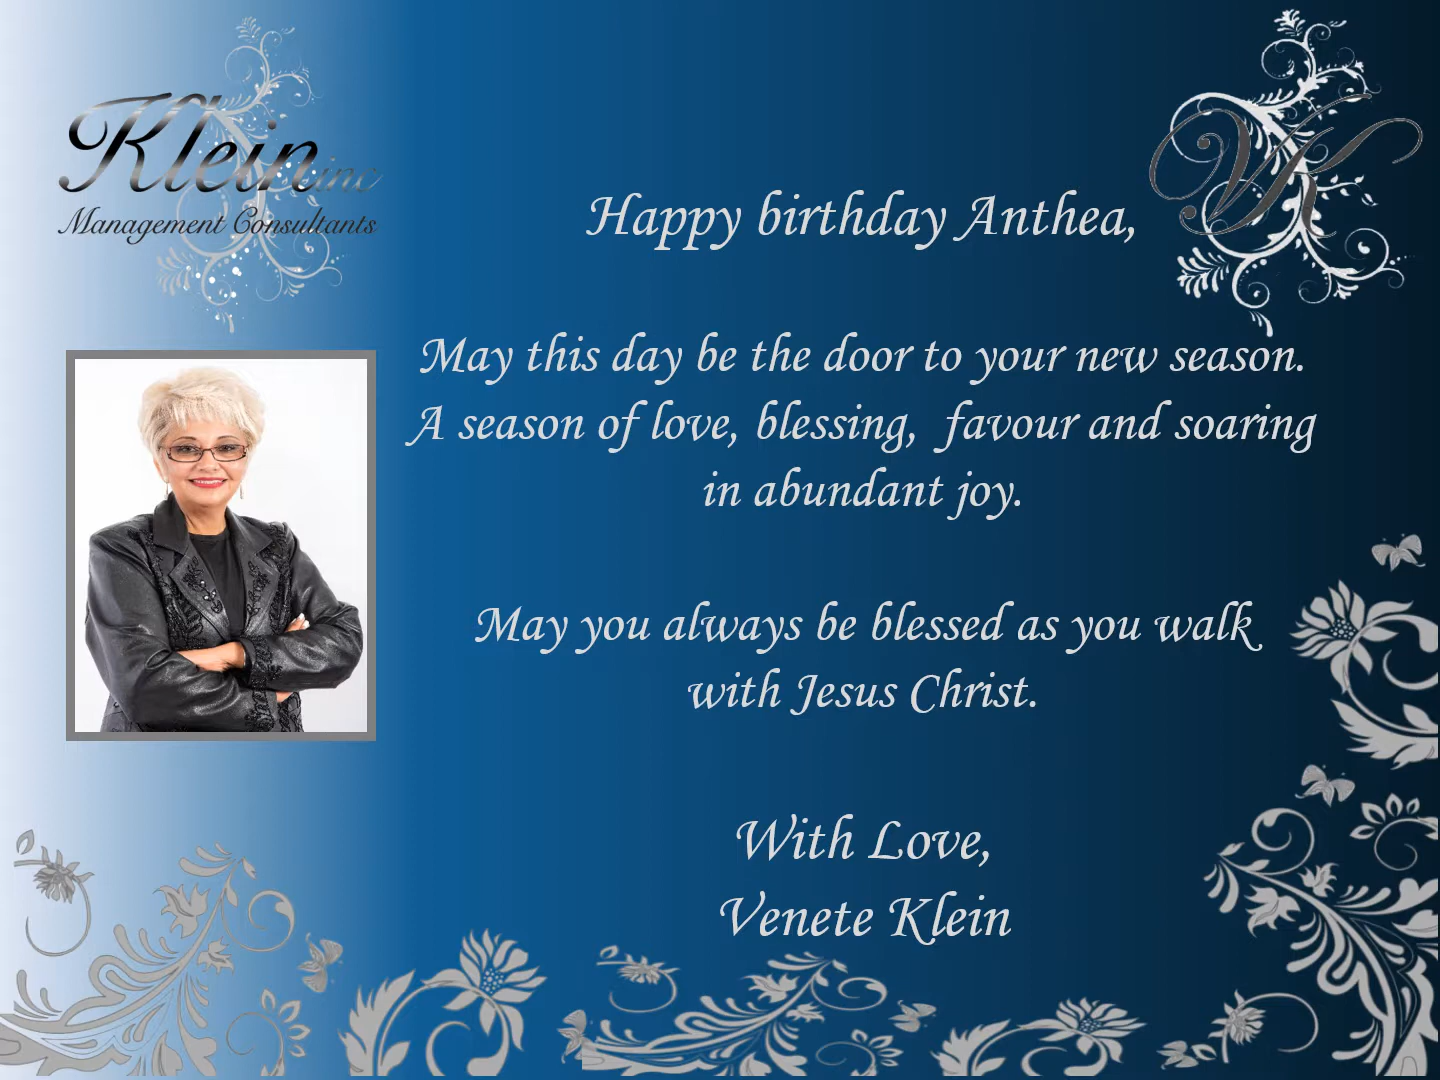 Klein inc
Management Consultants
VK
Happy birthday Anthea,
May this day be the door to your new season.
A season of love, blessing, favour and soaring
in abundant joy.
May you always be blessed as you walk
with Jesus Christ.
With Love,
Venete Klein